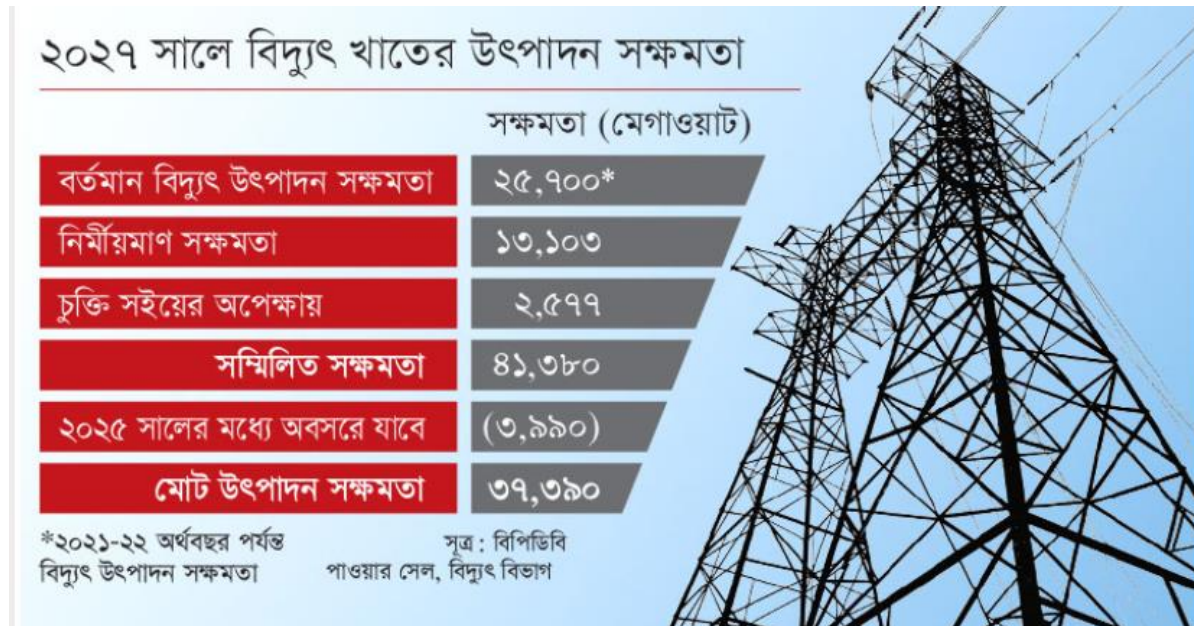 ২০২৭ সালে বিদ্যুৎ খাতের উৎপাদন সক্ষমতা
সক্ষমতা (মেগাওয়াট)
বর্তমান বিদ্যুৎ উৎপাদন সক্ষমতা ২৫,৭০০*
নির্মীয়মাণ সক্ষমতা ১৩,১০৩
চুক্তি সইয়ের অপেক্ষায় ২,৫৭৭
সম্মিলিত সক্ষমতা ৪১,৩৮০
২০২৫ সালের মধ্যে অবসরে যাবে (৩,৯৯০)
মোট উৎপাদন সক্ষমতা ৩৭,৩৯০
*২০২১-২২ অর্থবছর পর্যন্ত
বিদ্যুৎ উৎপাদন সক্ষমতা
সূত্র : বিপিডিবি
পাওয়ার সেল, বিদ্যুৎ বিভাগ